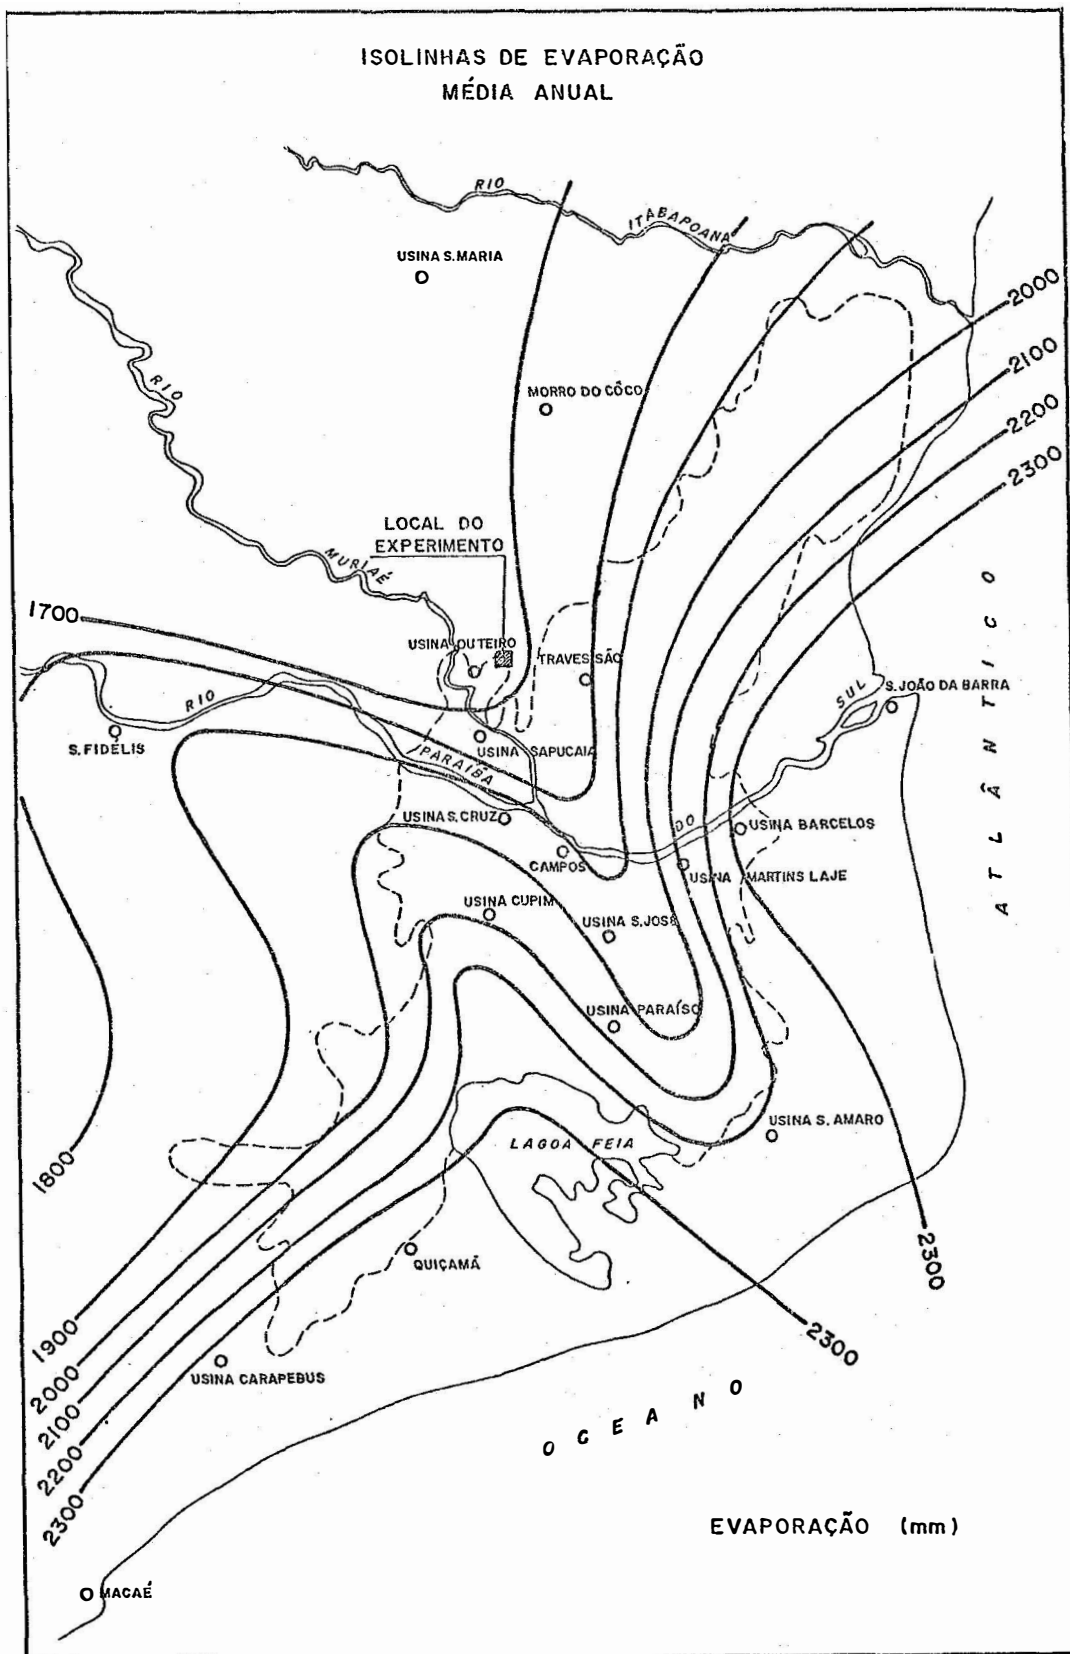 ISOLINHAS DE EVAPORAÇÃO
MÉDIA ANUAL
RIO
ITABAPOANA
USINA S.MARIA
2000
RIO
MORRO DO CÔCO
2100
2200
2300
LOCAL DO
EXPERIMENTO
MURIAÉ
1700
USINA OUTEIRO
TRAVESSÃO
RIO
SUL
S.JOÃO DA BARRA
S.FIDÉLIS
USINA SAPUCAIA
PARAÍBA
USINA S.CRUZ
DO
USINA BARCELOS
CAMPOS
USINA MARTINS LAJE
ATLÂNTICO
USINA CUPIM
USINA S.JOSÉ
USINA PARAÍSO
USINA S.AMARO
LAGOA FEIA
1800
QUIÇAMÃ
2300
1900
2300
2000
USINA CARAPEBUS
2100
OCEANO
2200
2300
EVAPORAÇÃO (mm)
MACAÉ